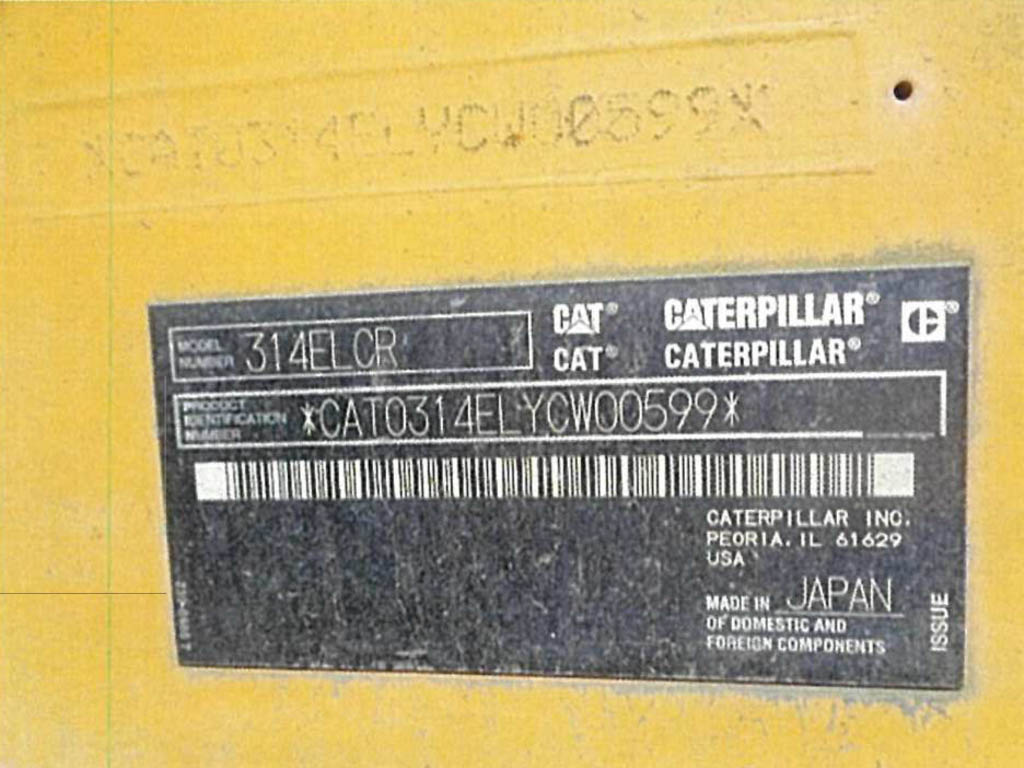 *CAT0314ELYCW00599*
MODEL NUMBER 314ELCR
CAT® CATERPILLAR®
CAT® CATERPILLAR®
PRODUCT IDENTIFICATION NUMBER *CAT0314ELYCW00599*
CATERPILLAR INC.
PEORIA, IL 61629
USA
MADE IN JAPAN
OF DOMESTIC AND
FOREIGN COMPONENTS
ISSUE